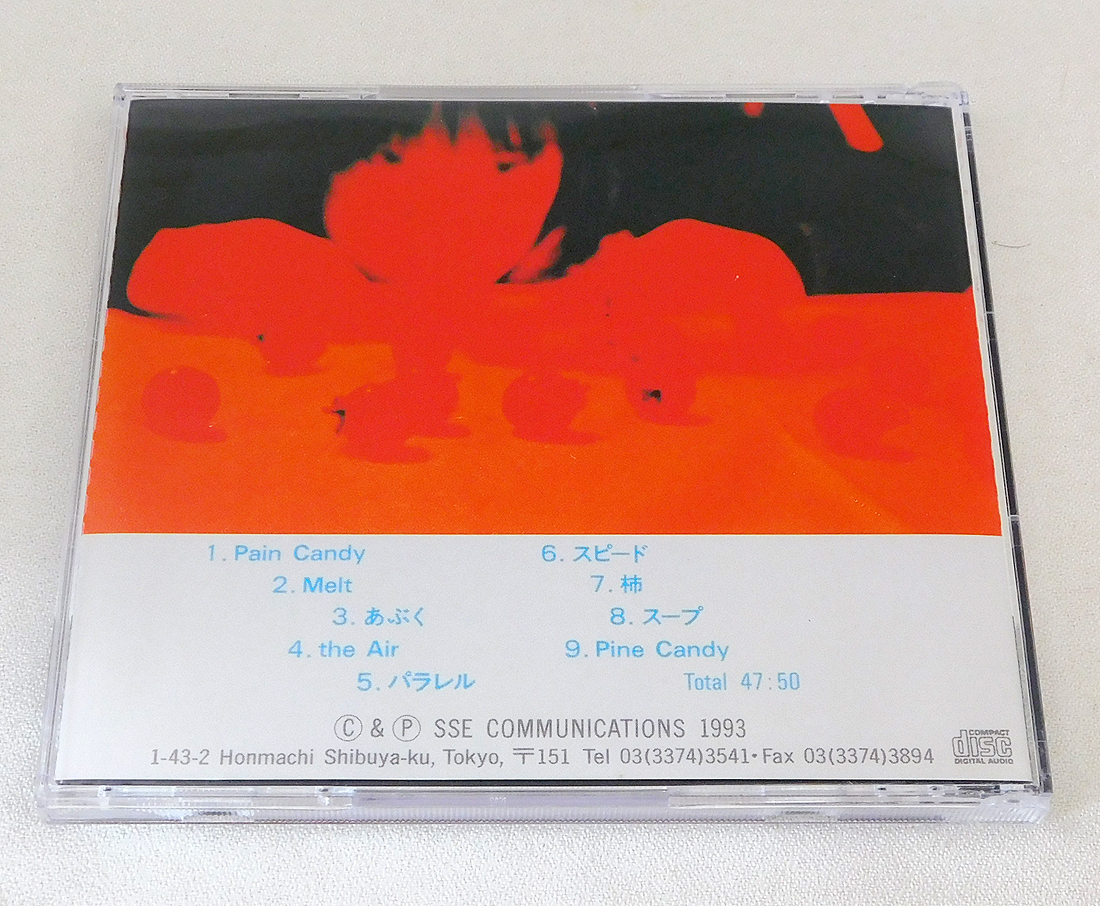 1. Pain Candy
2. Melt
3. あぶく
4. the Air
5. パラレル
6. スピード
7. 柿
8. スープ
9. Pine Candy
Total 47:50
Ⓒ & Ⓟ SSE COMMUNICATIONS 1993
1-43-2 Honmachi Shibuya-ku, Tokyo, 〒151 Tel 03(3374)3541・Fax 03(3374)3894
COMPACT
disc
DIGITAL AUDIO